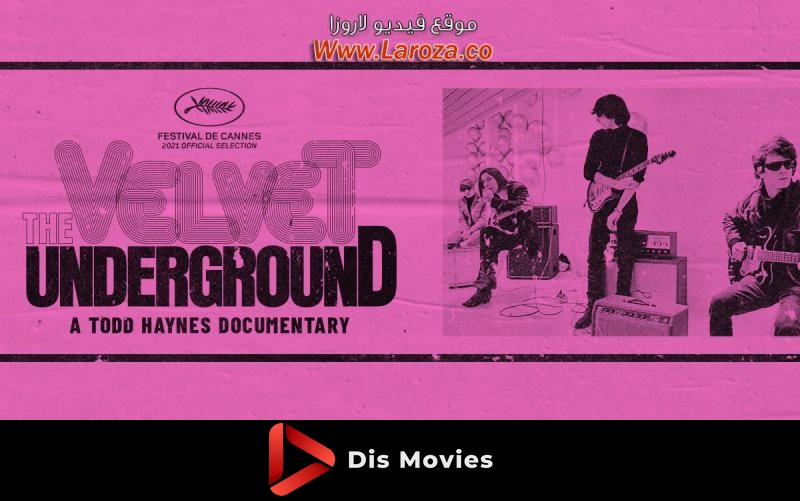 موقع فيديو لاروزا
Www.Laroza.co
FESTIVAL DE CANNES
2021 OFFICIAL SELECTION
THE VELVET
UNDERGROUND
A TODD HAYNES DOCUMENTARY
Dis Movies